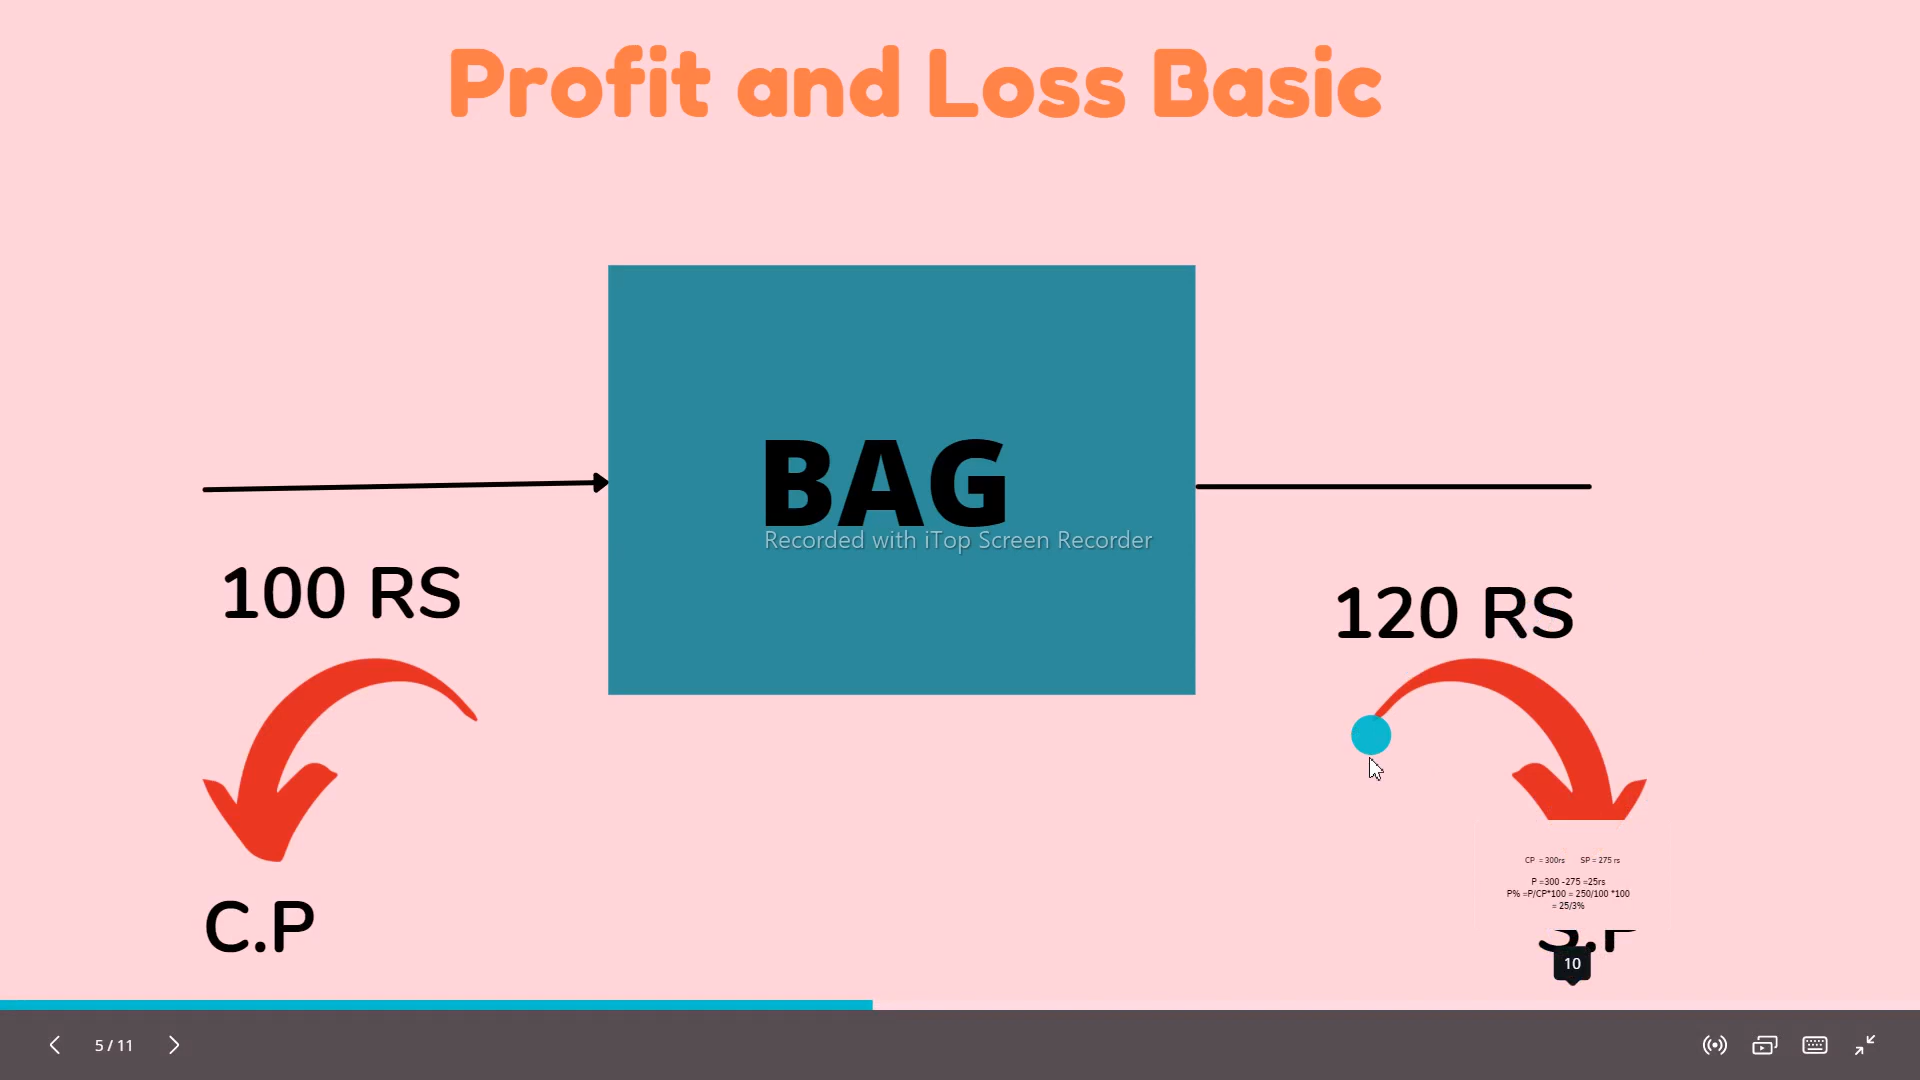 Profit and Loss Basic
BAG
Recorded with iTop Screen Recorder
100 RS
120 RS
CP = 300rs SP = 275 rs
P =300 -275 =25rs
P% =P/CP*100 = 250/100 *100
= 25/3%
C.P
S.P
10
5 / 11